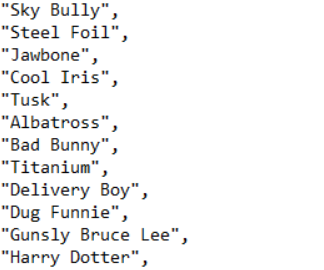 "Sky Bully",
"Steel Foil",
"Jawbone",
"Cool Iris",
"Tusk",
"Albatross",
"Bad Bunny",
"Titanium",
"Delivery Boy",
"Dug Funnie",
"Gunsly Bruce Lee",
"Harry Dotter",